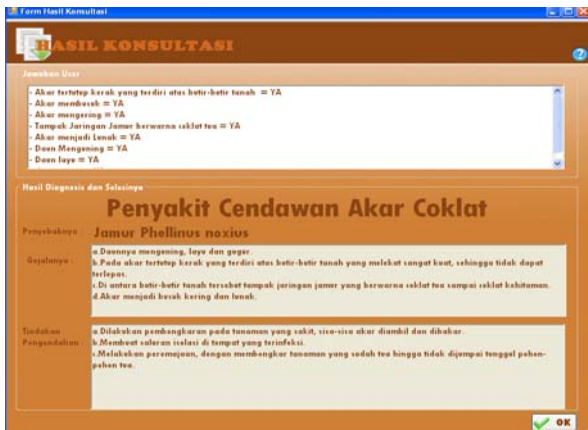 Form Hasil Konsultasi
HASIL KONSULTASI
Jawaban User
- Akar tertutup kerak yang terdiri atas butir-butir tanah = YA
- Akar membusuk = YA
- Akar mengering = YA
- Tampak Jaringan Jamur berwarna coklat tua = YA
- Akar menjadi Lunak = YA
- Daun Menguning = YA
- Daun layu = YA
Hasil Diagnosis dan Solusinya
Penyakit Cendawan Akar Coklat
Penyebabnya : Jamur Phellinus noxius
Gejalanya :
a.Daunnya menguning, layu dan gugur.
b.Pada akar tertutup kerak yang terdiri atas butir-butir tanah yang melekat sangat kuat, sehingga tidak dapat
terlepas.
c.Di antara butir-butir tanah tersebut tampak jaringan jamur yang berwarna coklat tua sampai coklat kehitaman.
d.Akar menjadi busuk kering dan lunak.
Tindakan
Pengendalian :
a.Dilakukan pembongkaran pada tanaman yang sakit, sisa-sisa akar diambil dan dibakar.
b.Membuat saluran isolasi di tempat yang terinfeksi.
c.Melakukan peremajaan, dengan membongkar tanaman yang sudah tua hingga tidak dijumpai tunggul pohon-
pohon tua.
OK